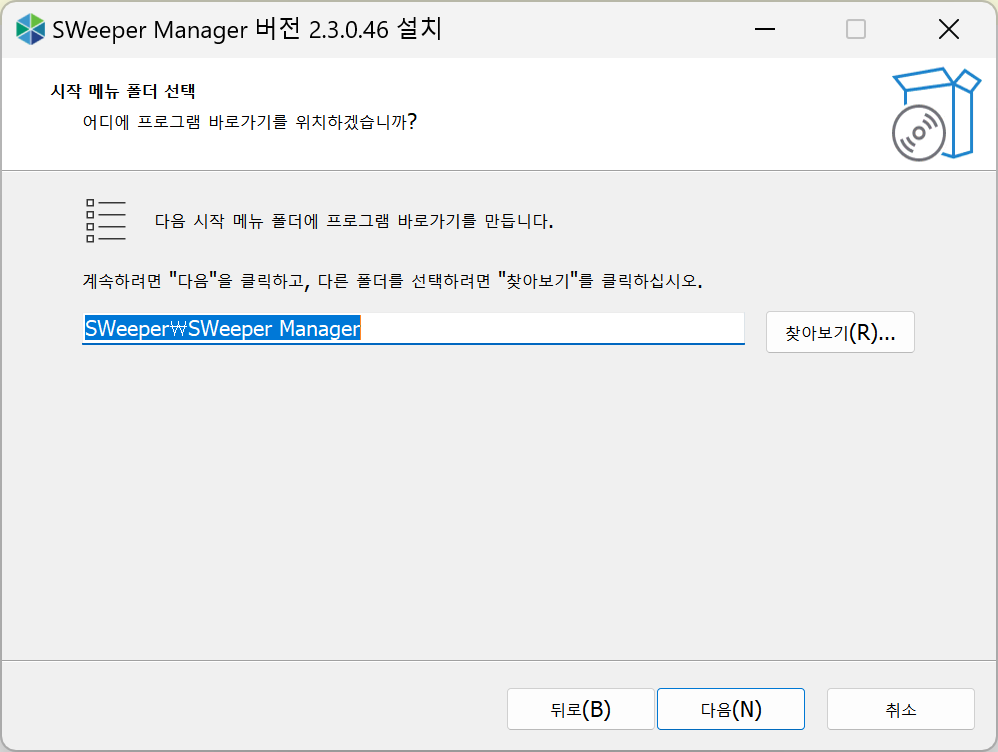 SWeeper Manager 버전 2.3.0.46 설치
시작 메뉴 폴더 선택
어디에 프로그램 바로가기를 위치하겠습니까?
다음 시작 메뉴 폴더에 프로그램 바로가기를 만듭니다.
계속하려면 "다음"을 클릭하고, 다른 폴더를 선택하려면 "찾아보기"를 클릭하십시오.
SWeeper₩SWeeper Manager
찾아보기(R)...
뒤로(B)
다음(N)
취소